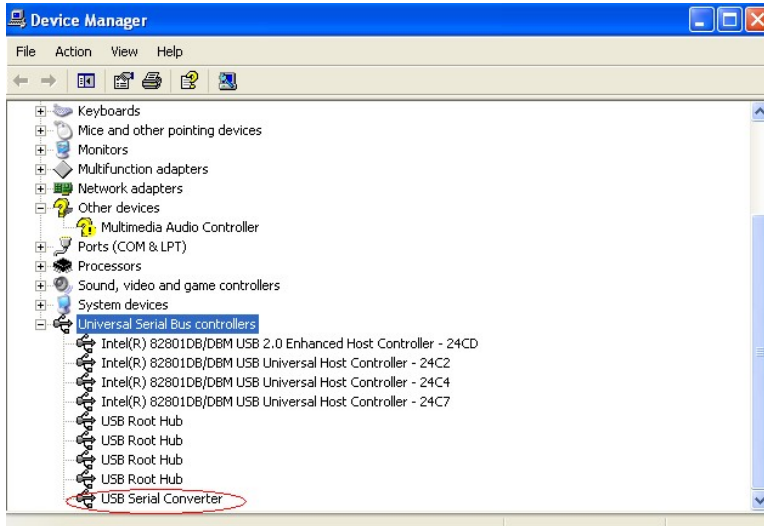 Device Manager
File Action View Help
Keyboards
Mice and other pointing devices
Monitors
Multifunction adapters
Network adapters
Other devices
Multimedia Audio Controller
Ports (COM & LPT)
Processors
Sound, video and game controllers
System devices
Universal Serial Bus controllers
Intel(R) 82801DB/DBM USB 2.0 Enhanced Host Controller - 24CD
Intel(R) 82801DB/DBM USB Universal Host Controller - 24C2
Intel(R) 82801DB/DBM USB Universal Host Controller - 24C4
Intel(R) 82801DB/DBM USB Universal Host Controller - 24C7
USB Root Hub
USB Root Hub
USB Root Hub
USB Root Hub
USB Serial Converter